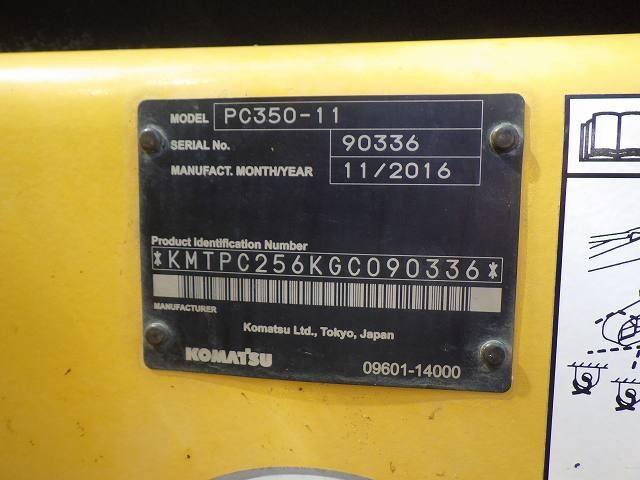 MODEL PC350-11
SERIAL No. 90336
MANUFACT. MONTH/YEAR 11/2016
Product Identification Number
*KMTPC256KGC090336*
MANUFACTURER
Komatsu Ltd., Tokyo, Japan
KOMATSU 09601-14000